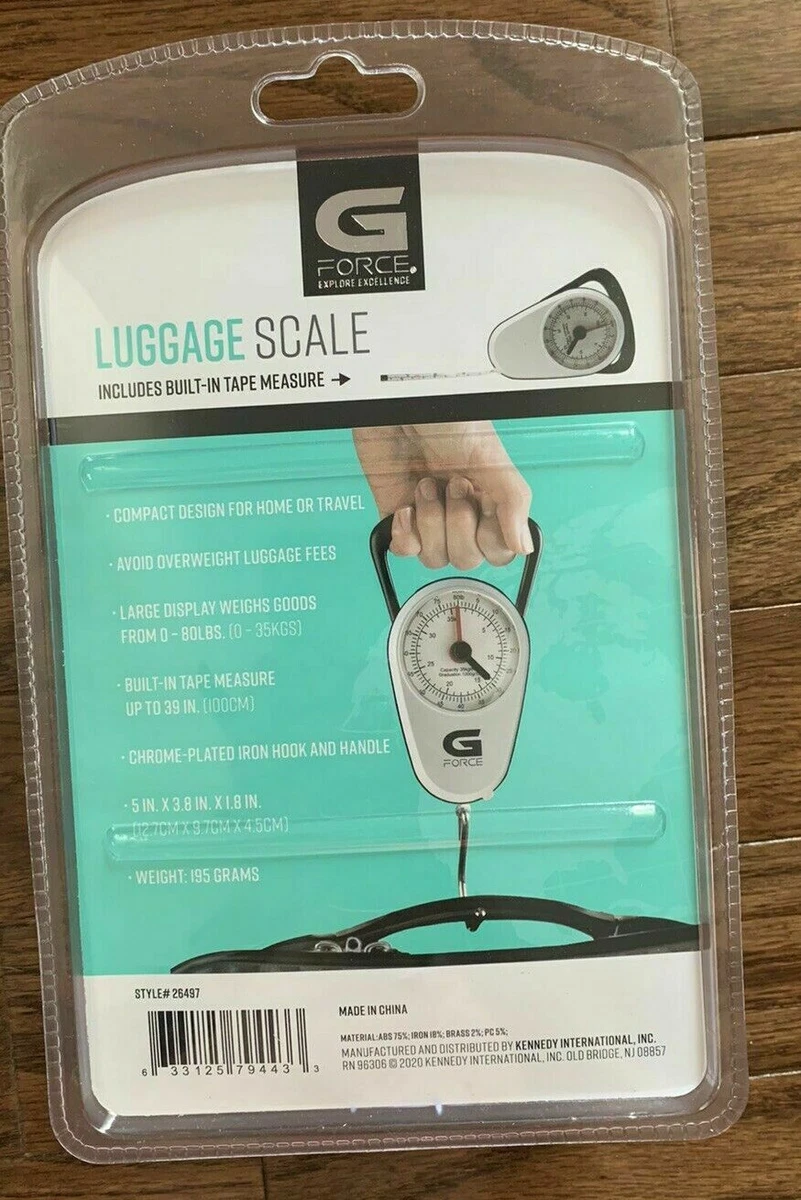 G
FORCE
EXPLORE EXCELLENCE
LUGGAGE SCALE
INCLUDES BUILT-IN TAPE MEASURE →
· COMPACT DESIGN FOR HOME OR TRAVEL
· AVOID OVERWEIGHT LUGGAGE FEES
· LARGE DISPLAY WEIGHS GOODS
FROM 0 - 80LBS. (0 - 35KGS)
· BUILT-IN TAPE MEASURE
UP TO 39 IN. (100CM)
· CHROME-PLATED IRON HOOK AND HANDLE
· 5 IN. X 3.8 IN. X 1.8 IN.
(12.7CM X 9.7CM X 4.5CM)
· WEIGHT: 195 GRAMS
G
FORCE
STYLE# 26497
6 33125 79443 3
MADE IN CHINA
MATERIAL:ABS 75%; IRON 18%; BRASS 2%; PC 5%;
MANUFACTURED AND DISTRIBUTED BY KENNEDY INTERNATIONAL, INC.
RN 96306 © 2020 KENNEDY INTERNATIONAL, INC. OLD BRIDGE, NJ 08857